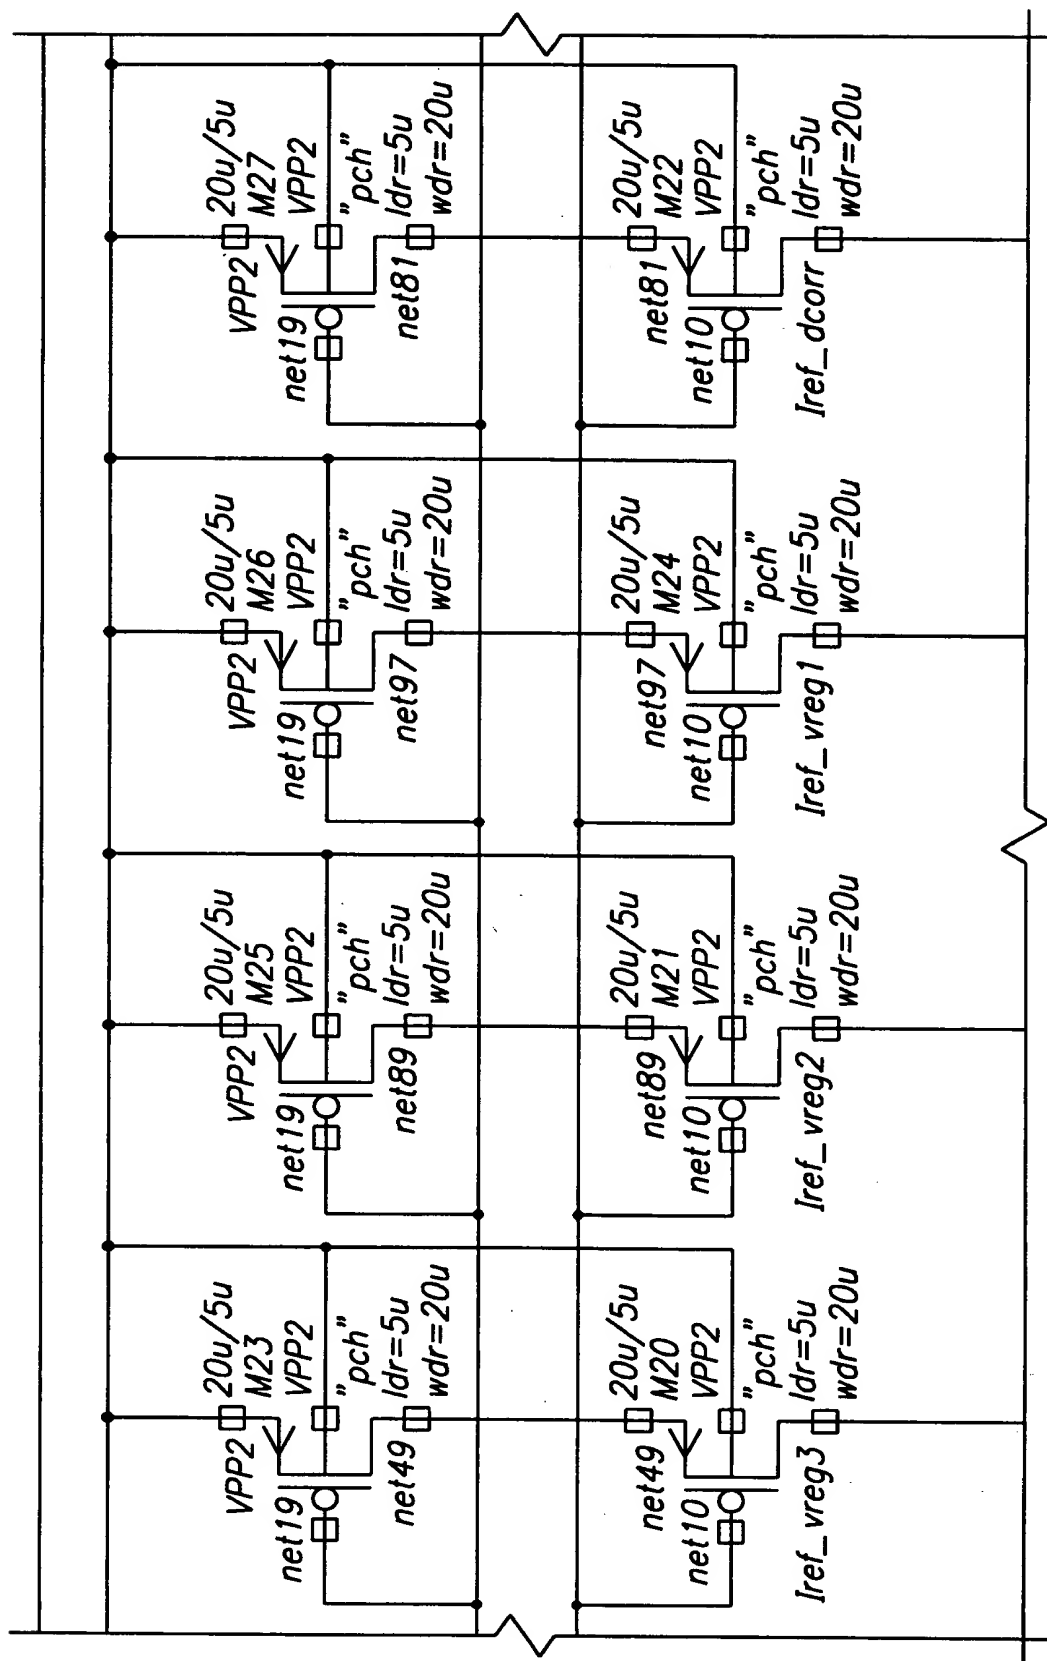 20u/5u
M23
VPP2
VPP2
net19
"pch"
ldr=5u
net49
wdr=20u
20u/5u
M25
VPP2
VPP2
net19
"pch"
ldr=5u
net89
wdr=20u
20u/5u
M26
VPP2
VPP2
net19
"pch"
ldr=5u
net97
wdr=20u
20u/5u
M27
VPP2
VPP2
net19
"pch"
ldr=5u
net81
wdr=20u
20u/5u
net49
M20
net10
VPP2
"pch"
ldr=5u
Iref_vreg3
wdr=20u
20u/5u
net89
M21
net10
VPP2
"pch"
ldr=5u
Iref_vreg2
wdr=20u
20u/5u
net97
M24
net10
VPP2
"pch"
ldr=5u
Iref_vreg1
wdr=20u
20u/5u
net81
M22
net10
VPP2
"pch"
ldr=5u
Iref_dcorr
wdr=20u